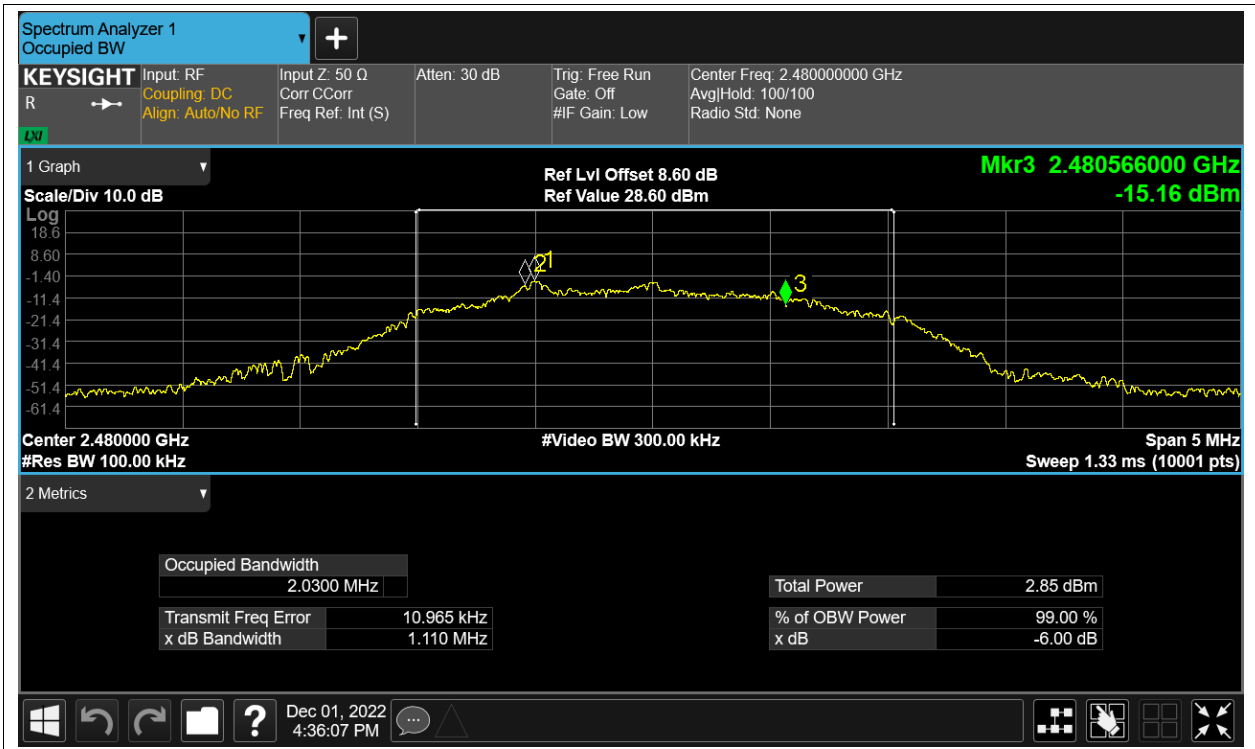 Spectrum Analyzer 1
Occupied BW
KEYSIGHT
R
LXI
Input: RF
Coupling: DC
Align: Auto/No RF
Input Z: 50 Ω
Corr CCorr
Freq Ref: Int (S)
Atten: 30 dB
Trig: Free Run
Gate: Off
#IF Gain: Low
Center Freq: 2.480000000 GHz
Avg|Hold: 100/100
Radio Std: None
1 Graph
Scale/Div 10.0 dB
Ref Lvl Offset 8.60 dB
Ref Value 28.60 dBm
Mkr3 2.480566000 GHz
-15.16 dBm
Log
18.6
8.60
-1.40
-11.4
-21.4
-31.4
-41.4
-51.4
-61.4
2
1
3
Center 2.480000 GHz
#Video BW 300.00 kHz
Span 5 MHz
#Res BW 100.00 kHz
Sweep 1.33 ms (10001 pts)
2 Metrics
Occupied Bandwidth
2.0300 MHz
Transmit Freq Error 10.965 kHz
x dB Bandwidth 1.110 MHz
Total Power 2.85 dBm
% of OBW Power 99.00 %
x dB -6.00 dB
?
Dec 01, 2022
4:36:07 PM